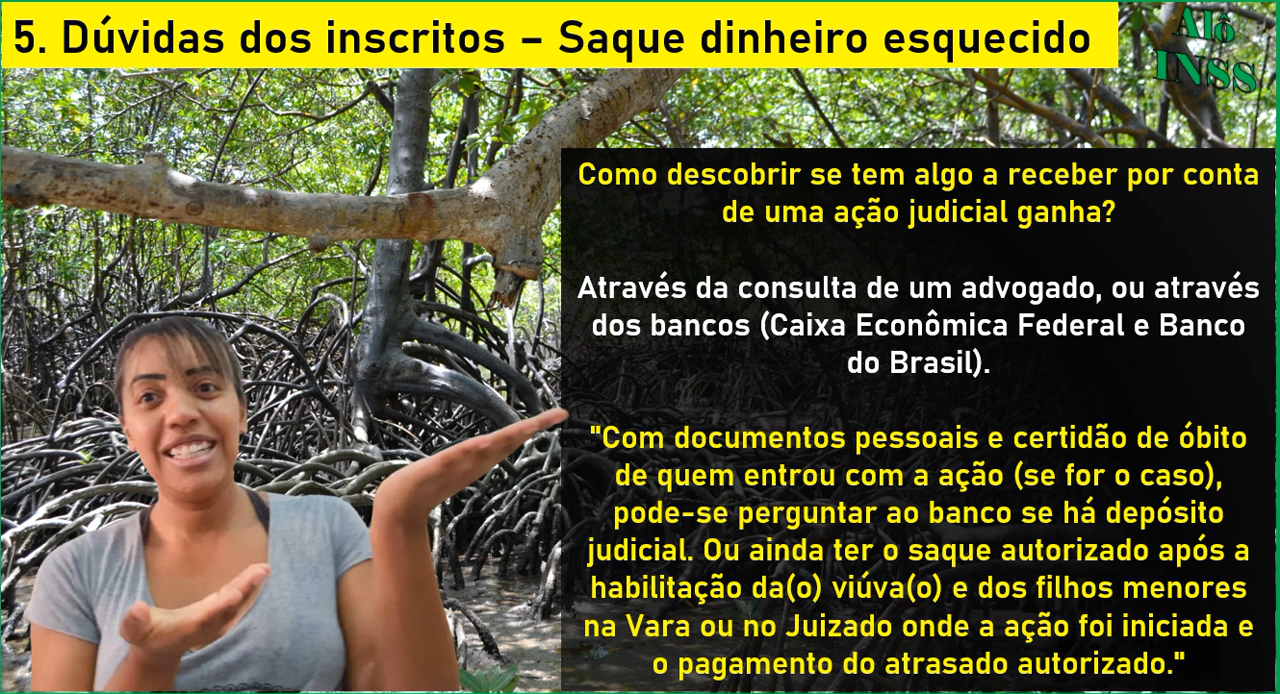 5. Dúvidas dos inscritos – Saque dinheiro esquecido
Alô
INSS
Como descobrir se tem algo a receber por conta
de uma ação judicial ganha?
Através da consulta de um advogado, ou através
dos bancos (Caixa Econômica Federal e Banco
do Brasil).
"Com documentos pessoais e certidão de óbito
de quem entrou com a ação (se for o caso),
pode-se perguntar ao banco se há depósito
judicial. Ou ainda ter o saque autorizado após a
habilitação da(o) viúva(o) e dos filhos menores
na Vara ou no Juizado onde a ação foi iniciada e
o pagamento do atrasado autorizado."